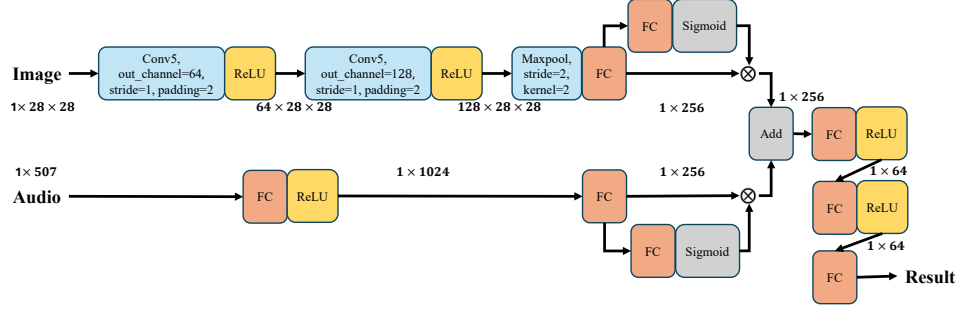 FC
Sigmoid
Image
Conv5,
out_channel=64,
stride=1, padding=2
ReLU
Conv5,
out_channel=128,
stride=1, padding=2
ReLU
Maxpool,
stride=2,
kernel=2
FC
⊗
1× 28 × 28
64 × 28 × 28
128 × 28 × 28
1 × 256
1 × 256
Add
FC
ReLU
1× 507
1 × 1024
1 × 256
1 × 64
Audio
FC
ReLU
FC
⊗
FC
ReLU
FC
Sigmoid
1 × 64
FC
Result